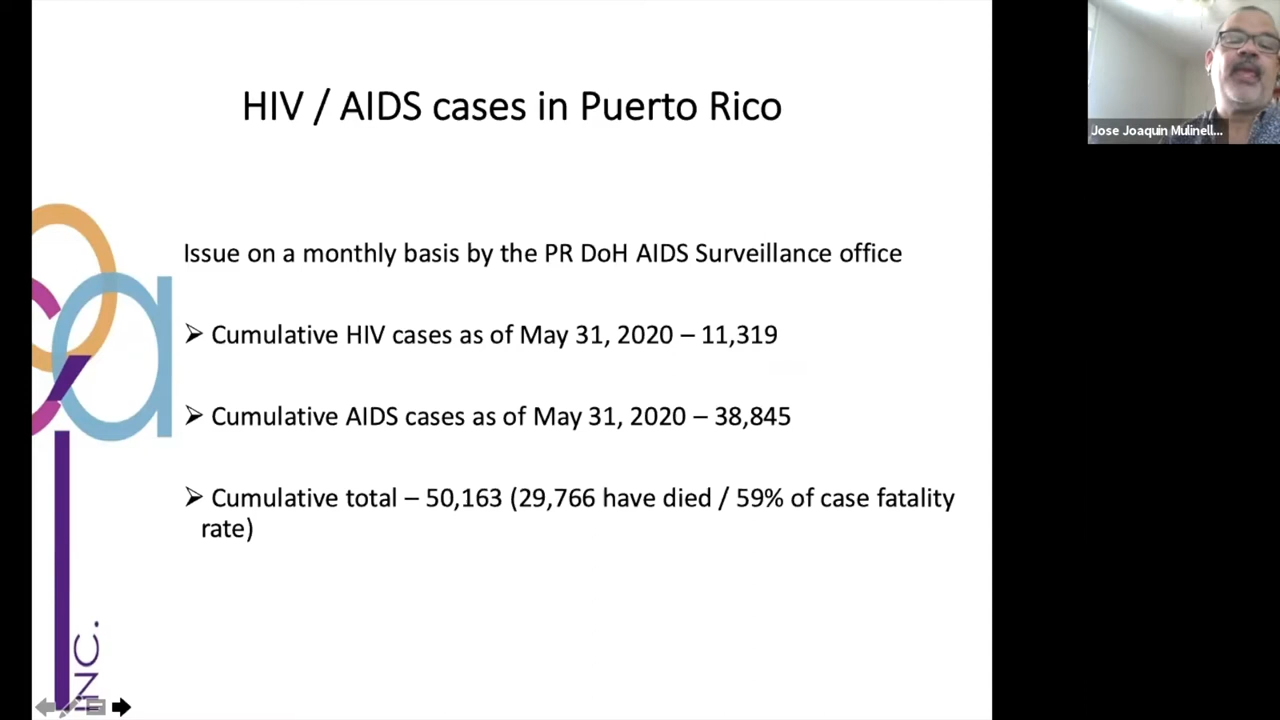 HIV / AIDS cases in Puerto Rico
Jose Joaquin Mulinell...
Issue on a monthly basis by the PR DoH AIDS Surveillance office
➢ Cumulative HIV cases as of May 31, 2020 – 11,319
➢ Cumulative AIDS cases as of May 31, 2020 – 38,845
➢ Cumulative total – 50,163 (29,766 have died / 59% of case fatality
rate)
INC.